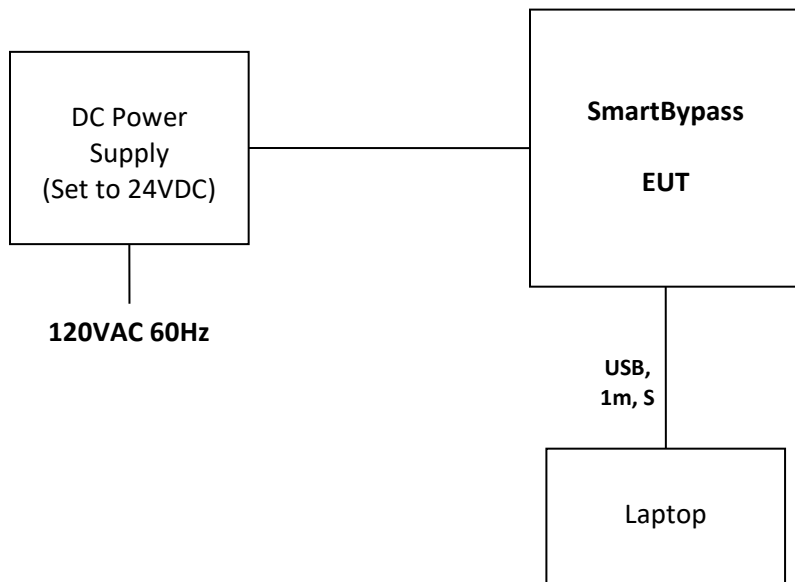 DC Power
Supply
(Set to 24VDC)
SmartBypass
EUT
120VAC 60Hz
USB,
1m, S
Laptop